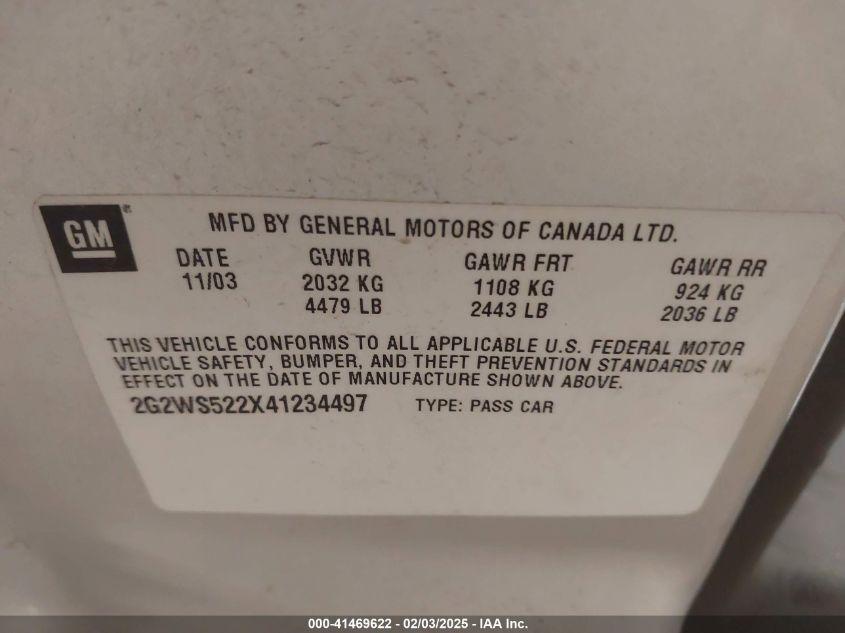 GM®
MFD BY GENERAL MOTORS OF CANADA LTD.
DATE GVWR GAWR FRT GAWR RR
11/03 2032 KG 1108 KG 924 KG
4479 LB 2443 LB 2036 LB
THIS VEHICLE CONFORMS TO ALL APPLICABLE U.S. FEDERAL MOTOR
VEHICLE SAFETY, BUMPER, AND THEFT PREVENTION STANDARDS IN
EFFECT ON THE DATE OF MANUFACTURE SHOWN ABOVE.
2G2WS522X41234497 TYPE: PASS CAR
000-41469622 - 02/03/2025 - IAA Inc.